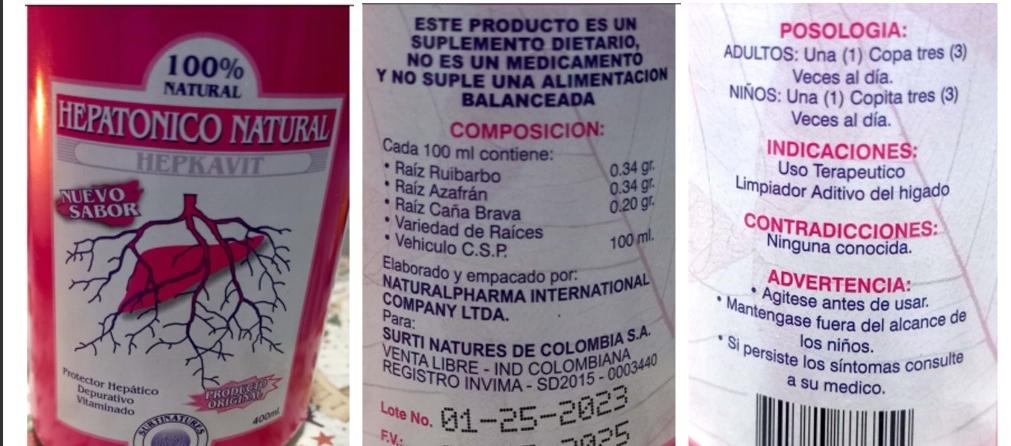 100%
NATURAL
HEPATONICO NATURAL
HEPKAVIT
NUEVO
SABOR
Protector Hepático
Depurativo
Vitaminado
PRODUCTO
ORIGINAL
400ml.
SURTINATURES
ESTE PRODUCTO ES UN
SUPLEMENTO DIETARIO,
NO ES UN MEDICAMENTO
Y NO SUPLE UNA ALIMENTACION
BALANCEADA
COMPOSICION:
Cada 100 ml contiene:
• Raíz Ruibarbo 0.34 gr.
• Raíz Azafrán 0.34 gr.
• Raíz Caña Brava 0.20 gr.
• Variedad de Raíces
• Vehiculo C.S.P. 100 ml.
Elaborado y empacado por:
NATURALPHARMA INTERNATIONAL
COMPANY LTDA.
Para:
SURTI NATURES DE COLOMBIA S.A.
VENTA LIBRE - IND COLOMBIANA
REGISTRO INVIMA - SD2015 - 0003440
Lote No. 01-25-2023
F.V.:
POSOLOGIA:
ADULTOS: Una (1) Copa tres (3)
Veces al día.
NIÑOS: Una (1) Copita tres (3)
Veces al día.
INDICACIONES:
Uso Terapeutico
Limpiador Aditivo del higado
CONTRADICCIONES:
Ninguna conocida.
ADVERTENCIA:
• Agitese antes de usar.
• Mantengase fuera del alcance de
los niños.
• Si persiste los síntomas consulte
a su medico.